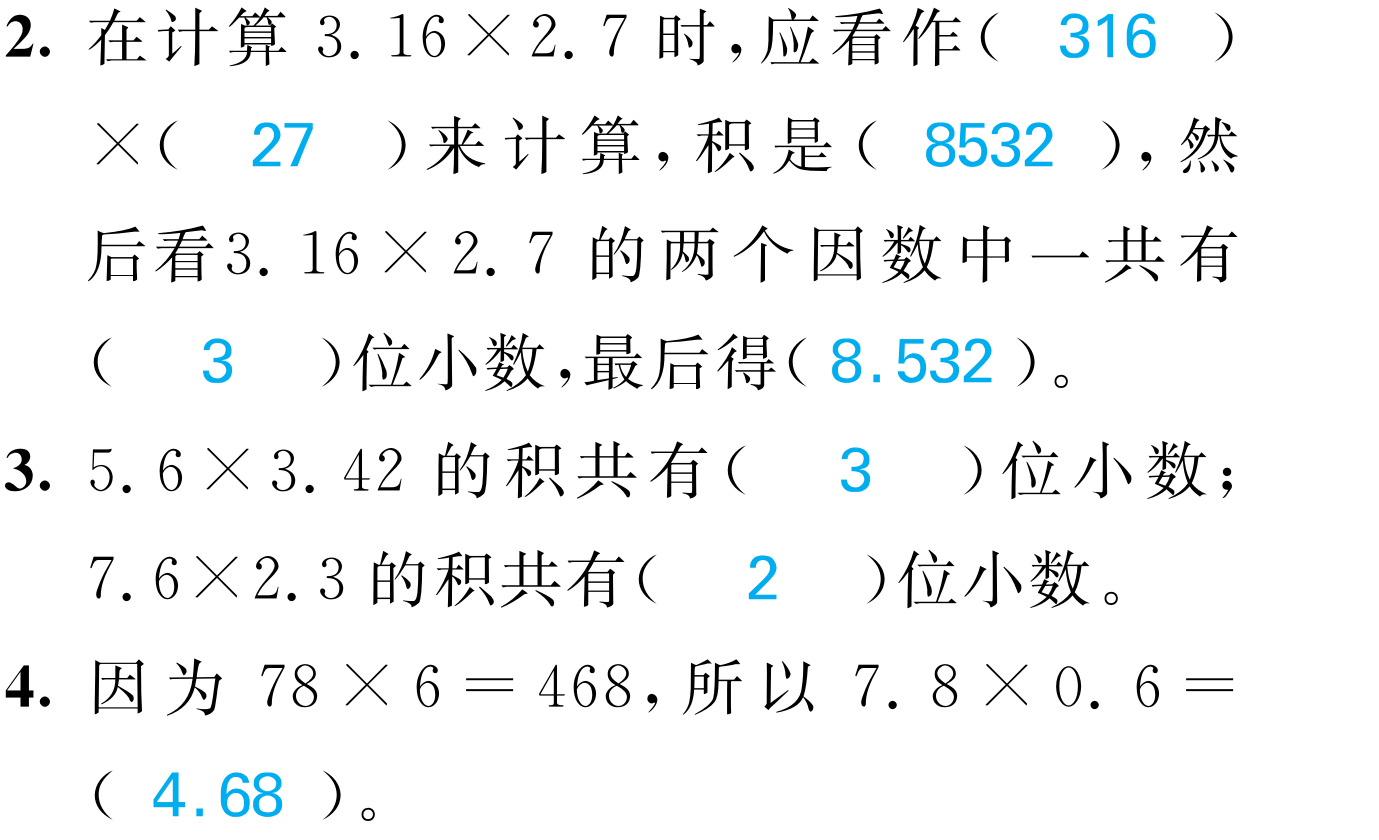 2. 在计算 3.16×2.7 时,应看作( 316 )
×( 27 )来计算,积是( 8532 ),然
后看3.16×2.7 的两个因数中一共有
( 3 )位小数,最后得( 8.532 )。
3. 5.6×3.42 的积共有( 3 )位小数;
7.6×2.3 的积共有( 2 )位小数。
4. 因为 78×6=468,所以 7.8×0.6=
( 4.68 )。